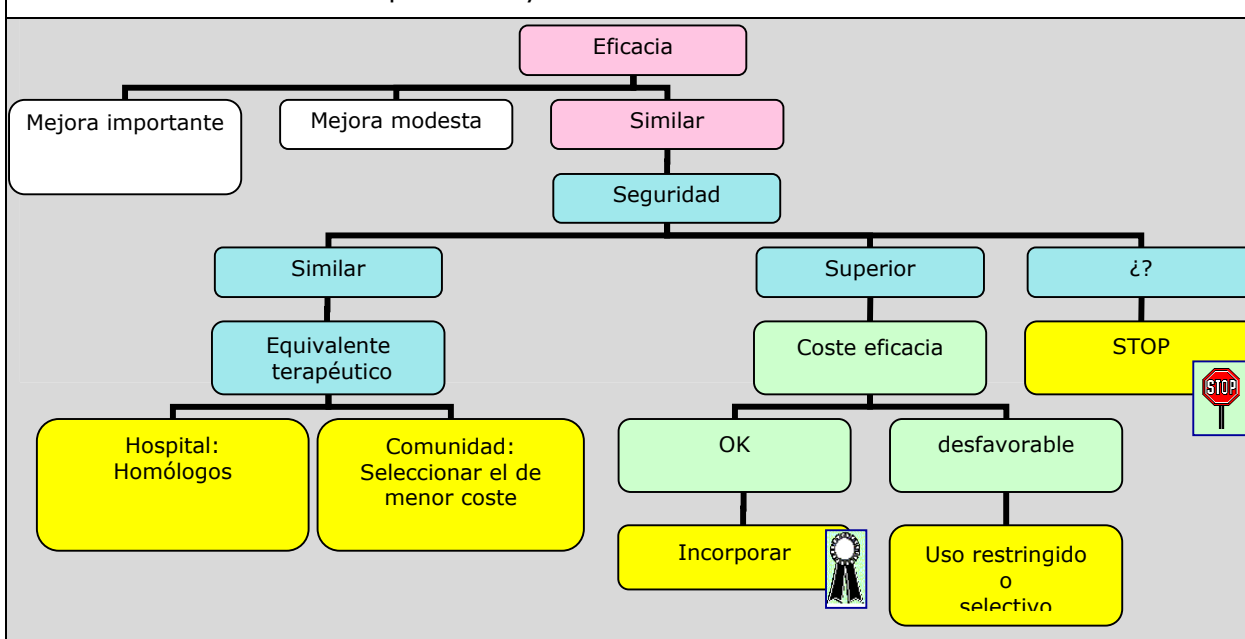 Eficacia
Mejora importante
Mejora modesta
Similar
Seguridad
Similar
Superior
¿?
Equivalente
terapéutico
Coste eficacia
STOP
STOP
Hospital:
Homólogos
Comunidad:
Seleccionar el de
menor coste
OK
desfavorable
Incorporar
Uso restringido
o
selectivo